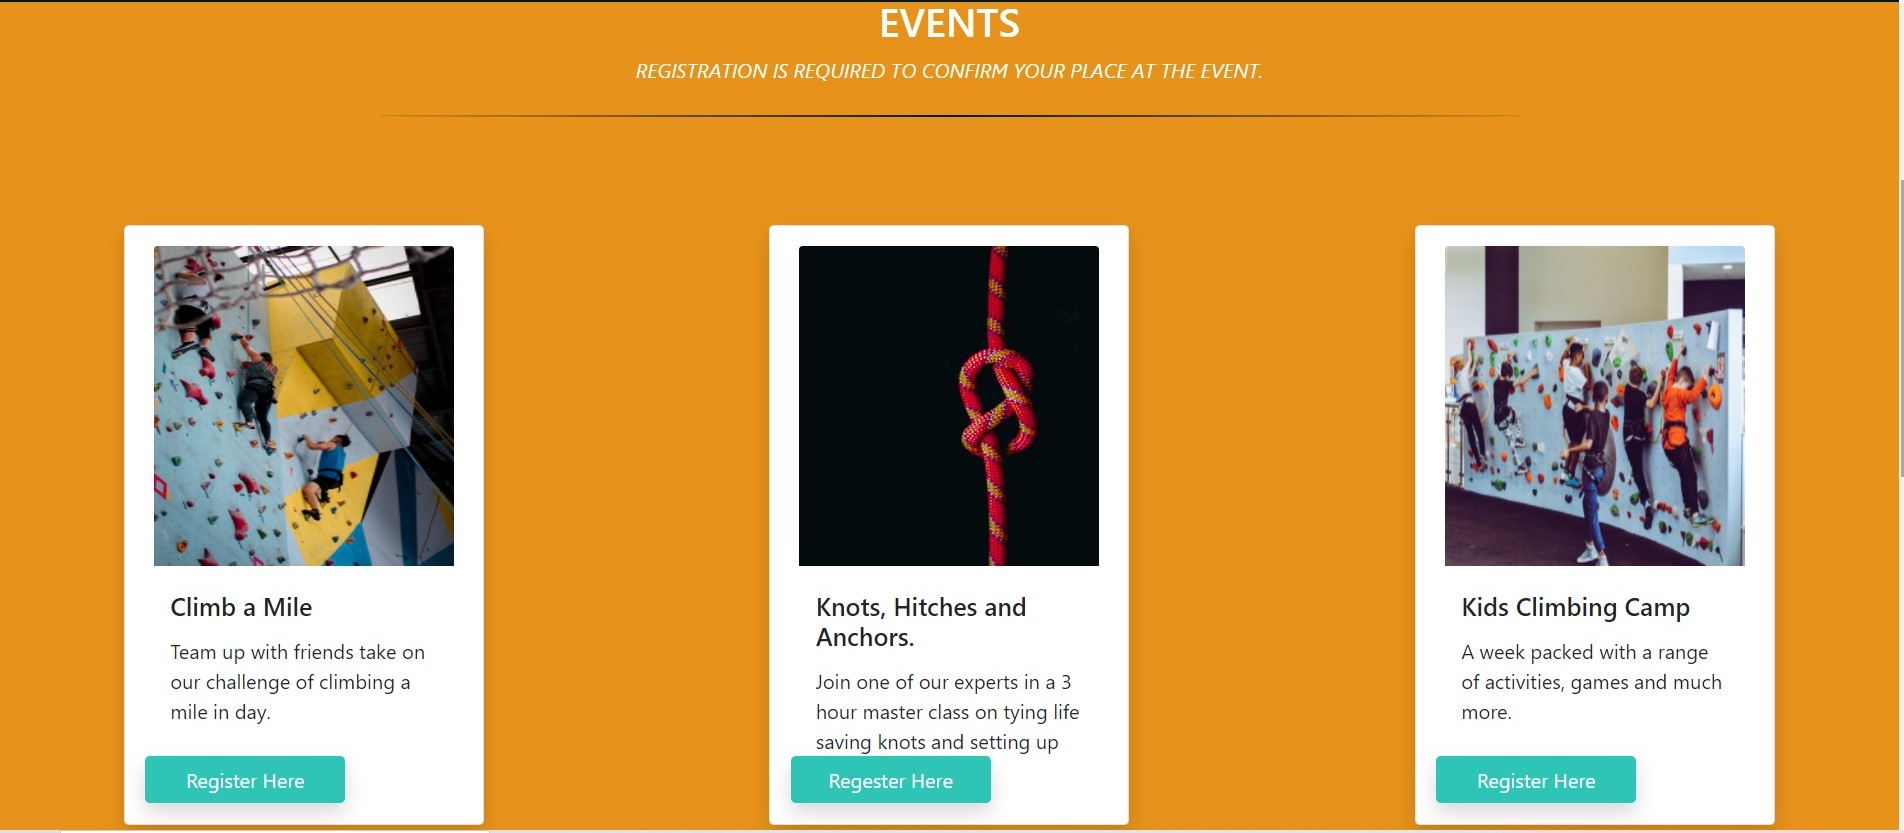 EVENTS
REGISTRATION IS REQUIRED TO CONFIRM YOUR PLACE AT THE EVENT.
Climb a Mile
Team up with friends take on
our challenge of climbing a
mile in day.
Register Here
Knots, Hitches and
Anchors.
Join one of our experts in a 3
hour master class on tying life
saving knots and setting up
Regester Here
Kids Climbing Camp
A week packed with a range
of activities, games and much
more.
Register Here